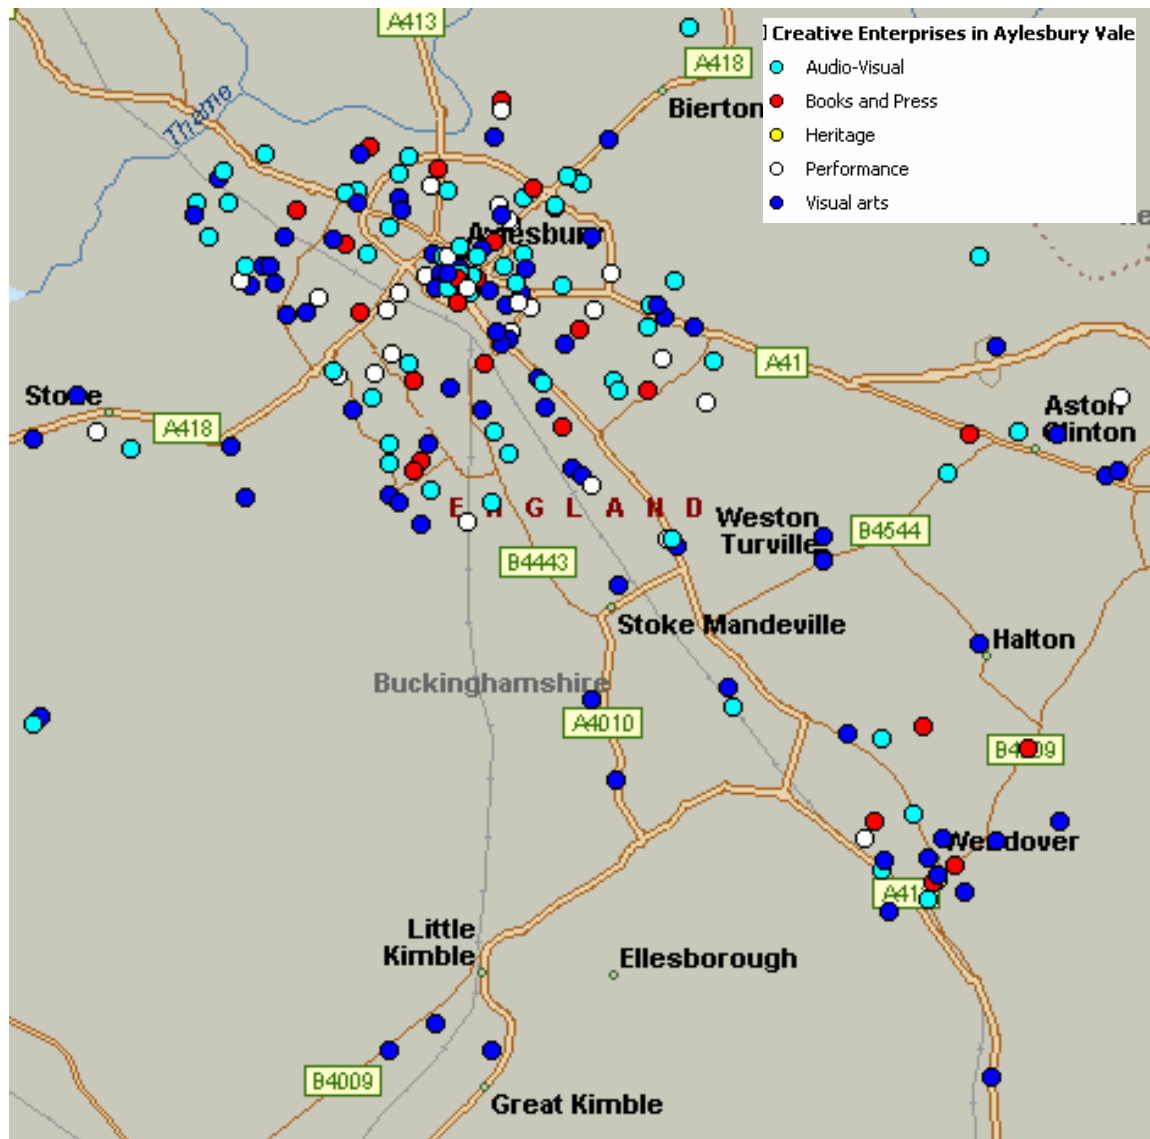 A413
Creative Enterprises in Aylesbury Vale
Audio-Visual
Books and Press
Heritage
Performance
Visual arts
A418
Bierton
Thame
Aylesbury
A41
Stone
A418
Aston
Clinton
ENGLAND
Weston
Turville
B4544
B4443
Stoke Mandeville
Halton
Buckinghamshire
A4010
B4009
Wendover
A413
Little
Kimble
Ellesborough
B4009
Great Kimble